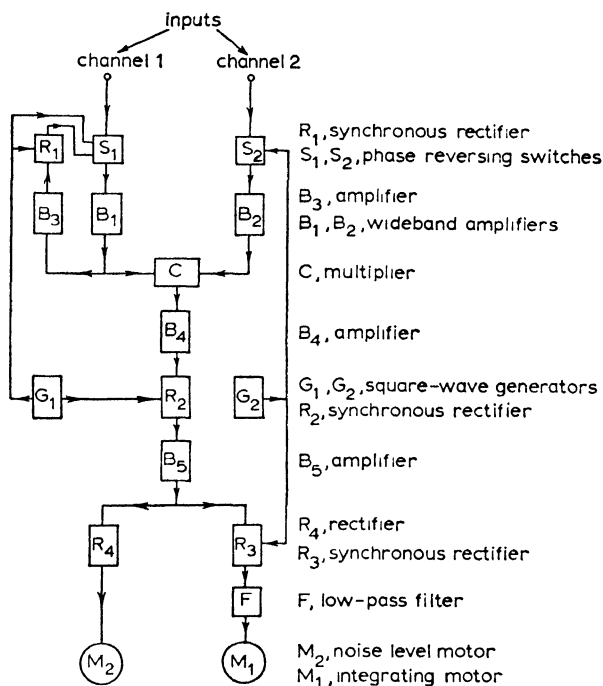 inputs
channel 1 channel 2
R1 S1 S2 R1, synchronous rectifier
S1, S2, phase reversing switches
B3 B1 B2 B3, amplifier
B1, B2, wideband amplifiers
C C, multiplier
B4 B4, amplifier
G1 R2 G2 G1, G2, square-wave generators
R2, synchronous rectifier
B5 B5, amplifier
R4 R3 R4, rectifier
R3, synchronous rectifier
F F, low-pass filter
M2 M1 M2, noise level motor
M1, integrating motor